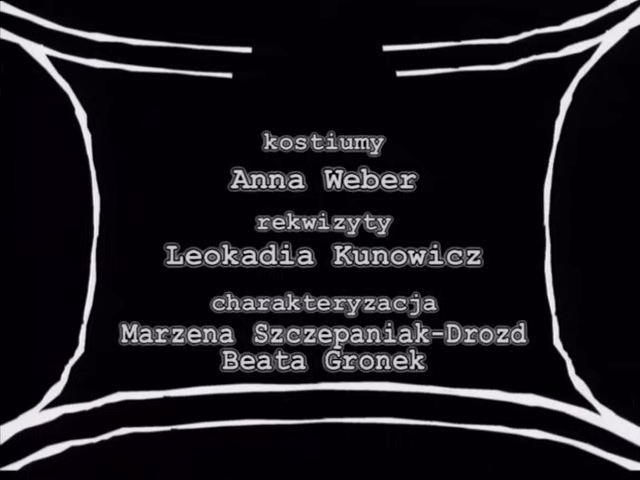 kostiumy
Anna Weber
rekwizyty
Leokadia Kunowicz
charakteryzacja
Marzena Szczepaniak-Drozd
Beata Gronek